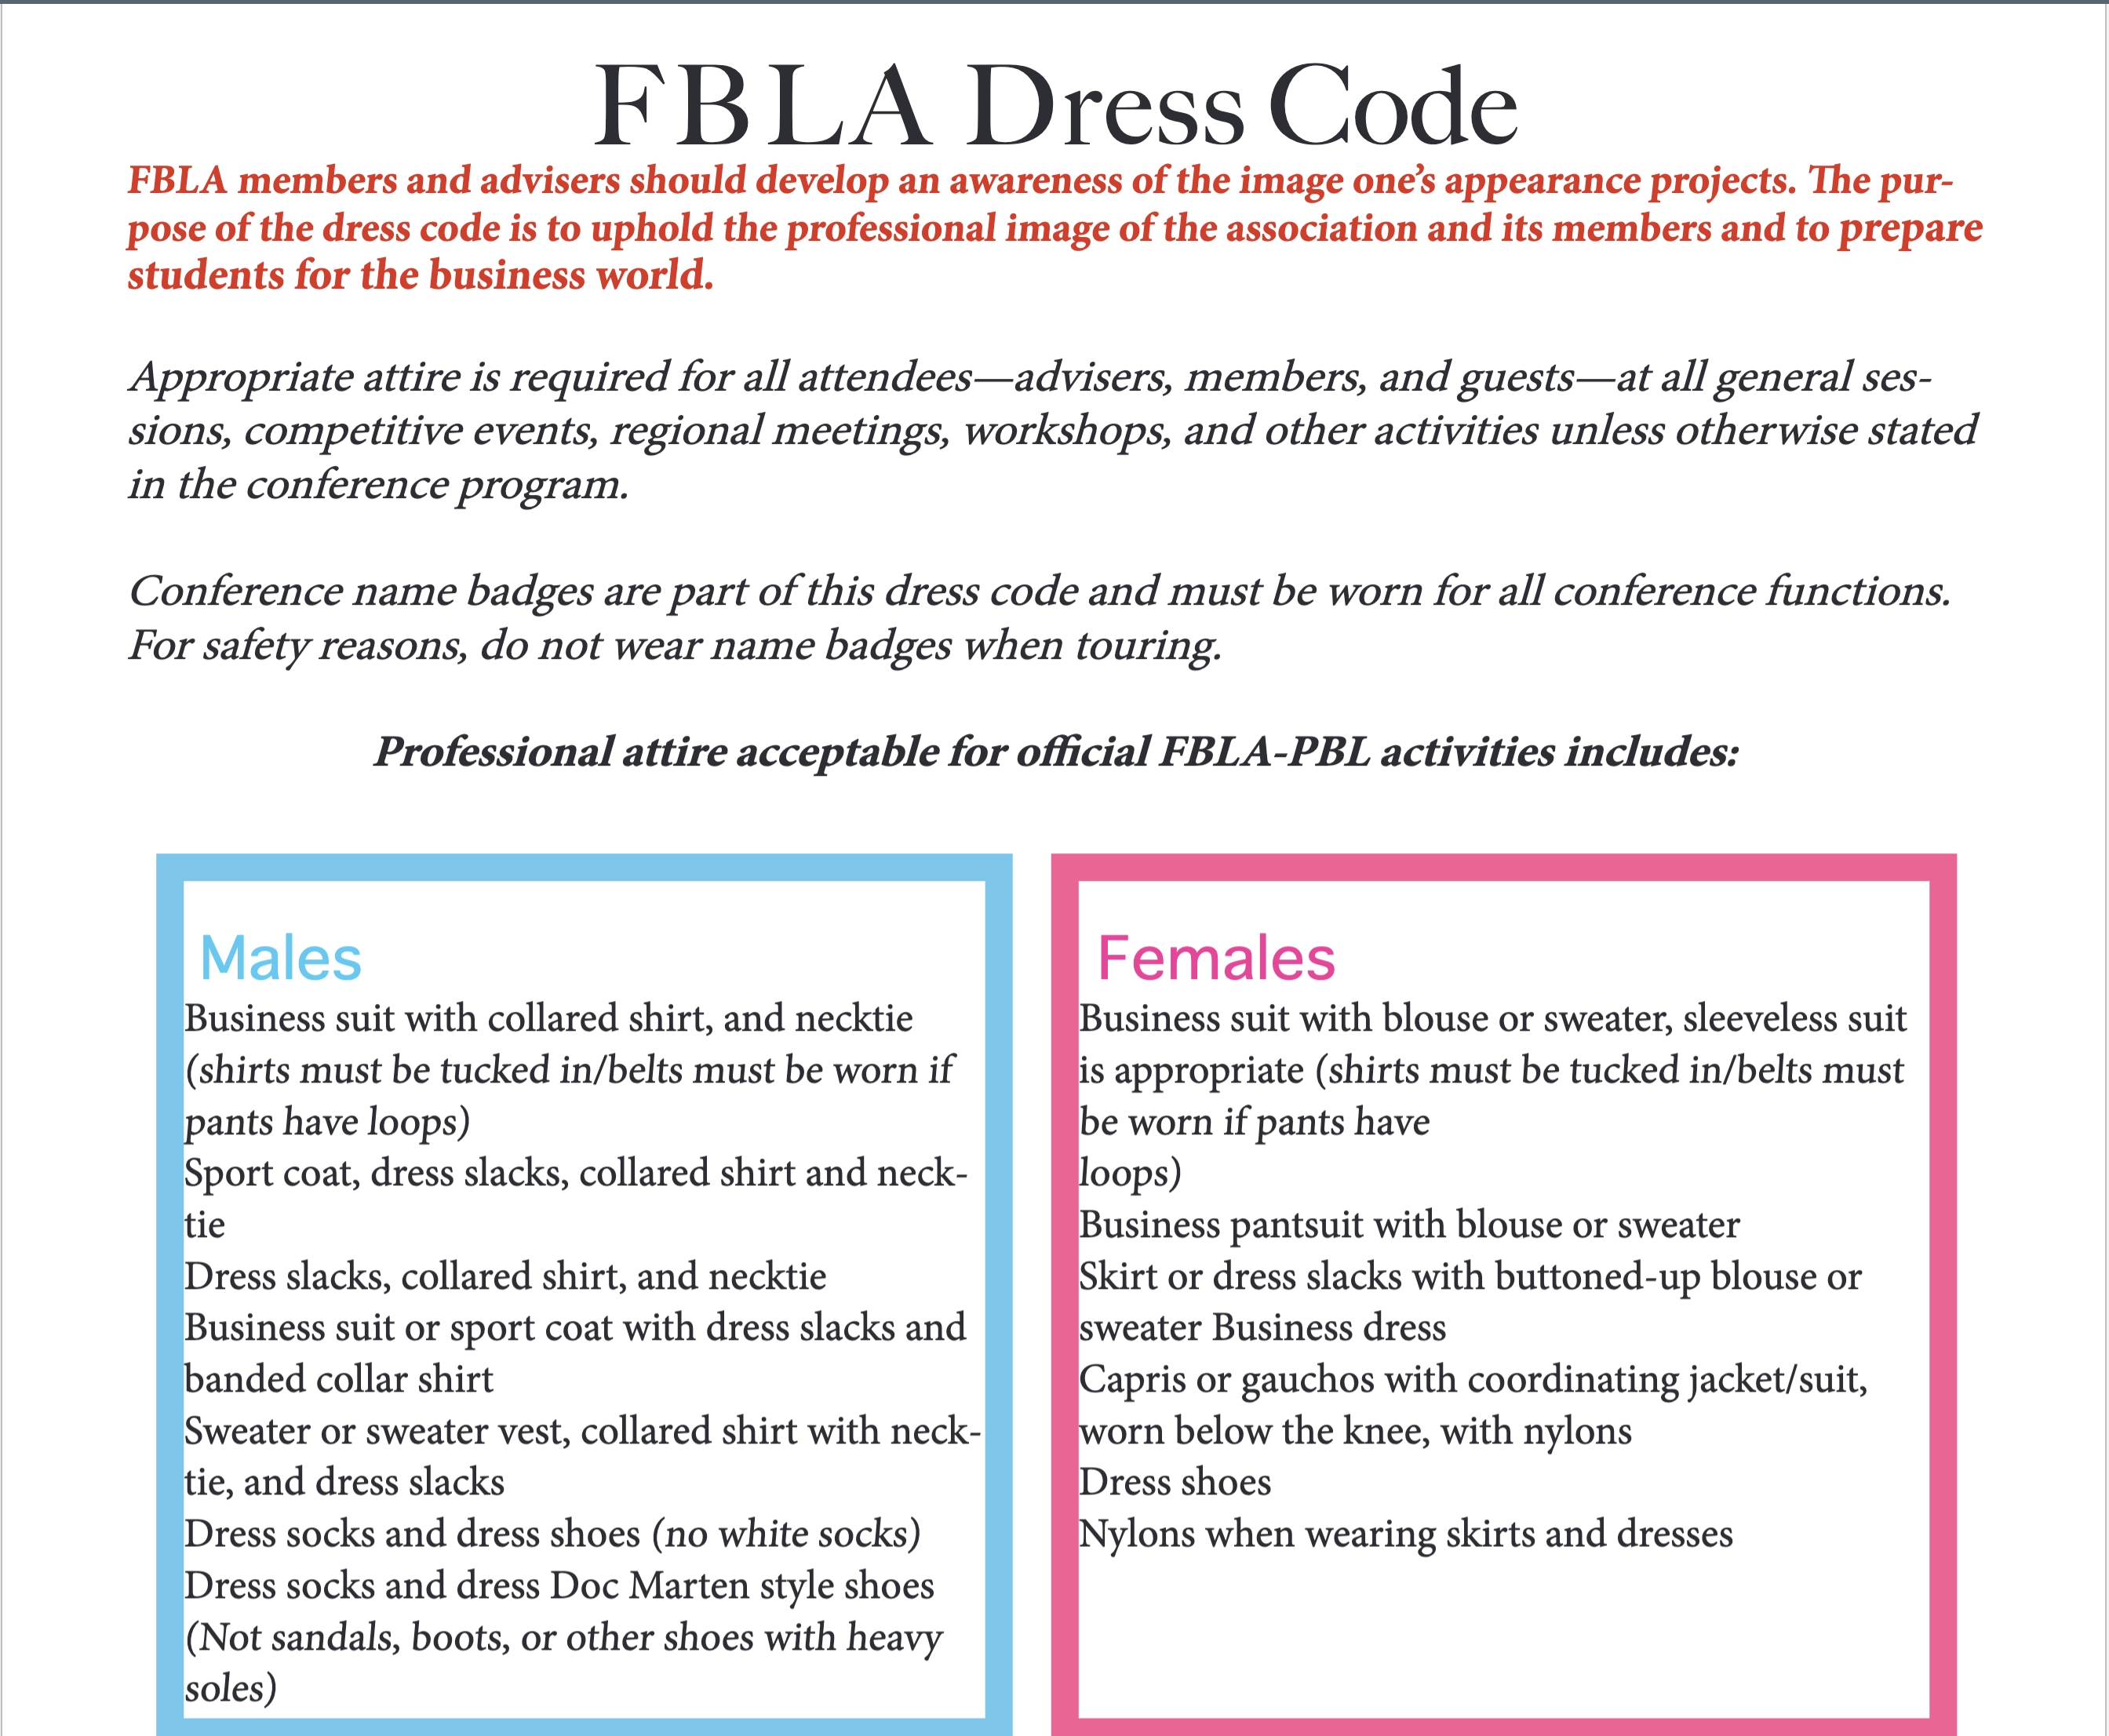 FBLA Dress Code
FBLA members and advisers should develop an awareness of the image one’s appearance projects. The pur-
pose of the dress code is to uphold the professional image of the association and its members and to prepare
students for the business world.
Appropriate attire is required for all attendees—advisers, members, and guests—at all general ses-
sions, competitive events, regional meetings, workshops, and other activities unless otherwise stated
in the conference program.
Conference name badges are part of this dress code and must be worn for all conference functions.
For safety reasons, do not wear name badges when touring.
Professional attire acceptable for official FBLA-PBL activities includes:
Males
Business suit with collared shirt, and necktie
(shirts must be tucked in/belts must be worn if
pants have loops)
Sport coat, dress slacks, collared shirt and neck-
tie
Dress slacks, collared shirt, and necktie
Business suit or sport coat with dress slacks and
banded collar shirt
Sweater or sweater vest, collared shirt with neck-
tie, and dress slacks
Dress socks and dress shoes (no white socks)
Dress socks and dress Doc Marten style shoes
(Not sandals, boots, or other shoes with heavy
soles)
Females
Business suit with blouse or sweater, sleeveless suit
is appropriate (shirts must be tucked in/belts must
be worn if pants have
loops)
Business pantsuit with blouse or sweater
Skirt or dress slacks with buttoned-up blouse or
sweater Business dress
Capris or gauchos with coordinating jacket/suit,
worn below the knee, with nylons
Dress shoes
Nylons when wearing skirts and dresses